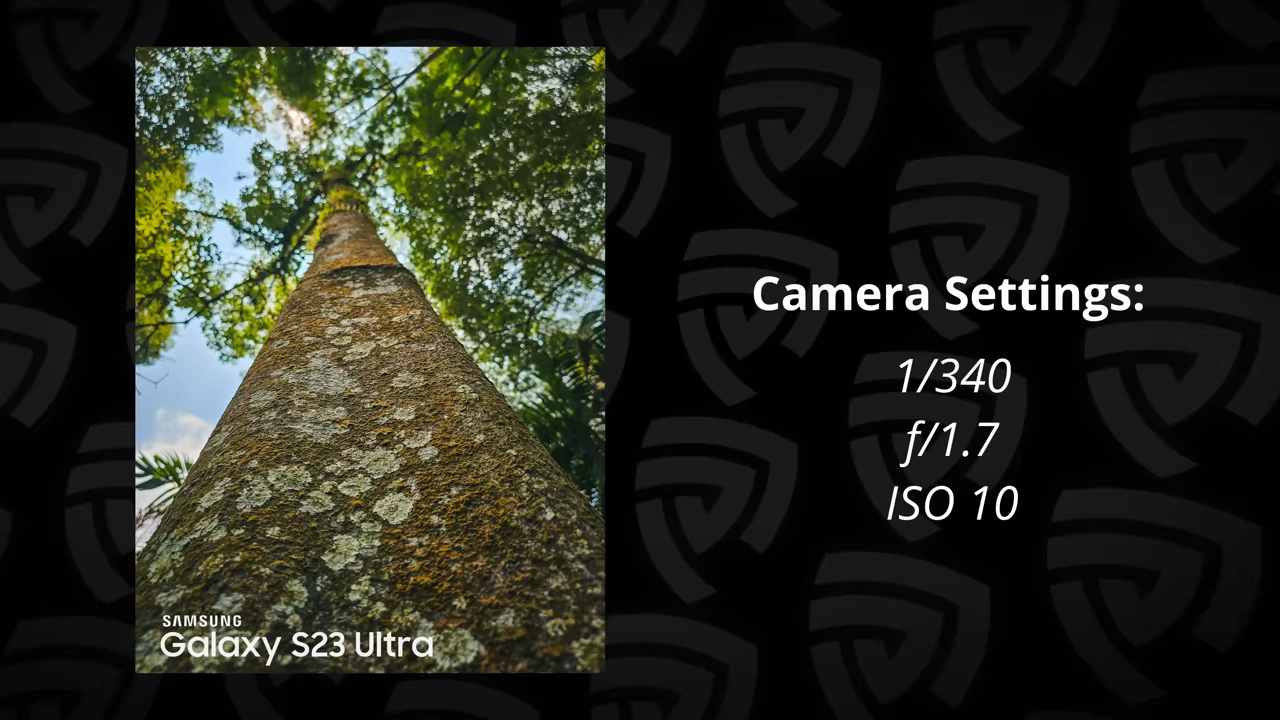 SAMSUNG
Galaxy S23 Ultra
Camera Settings:
1/340
f/1.7
ISO 10